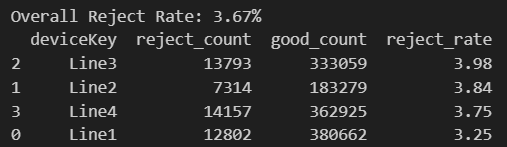 Overall Reject Rate: 3.67%
deviceKey reject_count good_count reject_rate
2 Line3 13793 333059 3.98
1 Line2 7314 183279 3.84
3 Line4 14157 362925 3.75
0 Line1 12802 380662 3.25